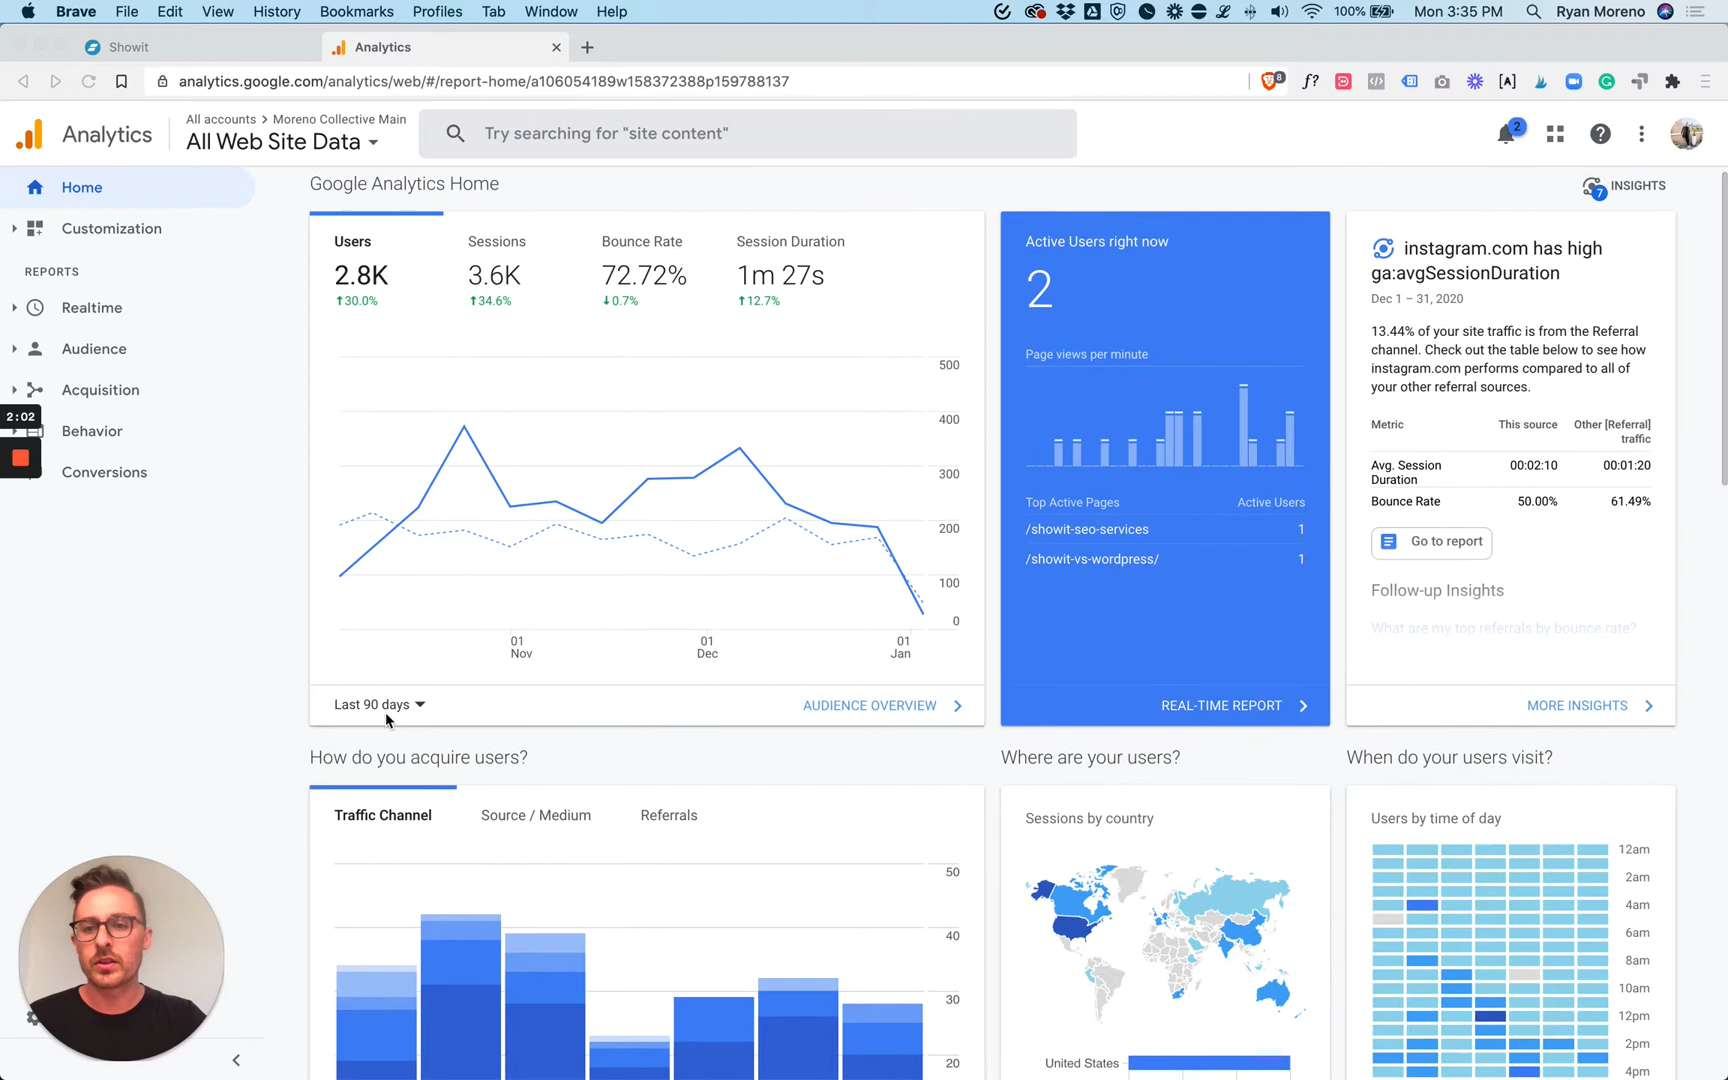 Brave File Edit View History Bookmarks Profiles Tab Window Help 100% Mon 3:35 PM Ryan Moreno
Showit Analytics
analytics.google.com/analytics/web/#/report-home/a106054189w158372388p159788137
8 f?
Analytics
All accounts > Moreno Collective Main
All Web Site Data
Try searching for "site content"
2
Home
Customization
REPORTS
Realtime
Audience
Acquisition
2:02
Behavior
Conversions
Google Analytics Home
7 INSIGHTS
Users Sessions Bounce Rate Session Duration
2.8K 3.6K 72.72% 1m 27s
↑30.0% ↑34.6% ↓0.7% ↑12.7%
500
400
300
200
100
0
01 01 01
Nov Dec Jan
Last 90 days AUDIENCE OVERVIEW
Active Users right now
2
Page views per minute
Top Active Pages Active Users
/showit-seo-services 1
/showit-vs-wordpress/ 1
REAL-TIME REPORT
instagram.com has high
ga:avgSessionDuration
Dec 1 – 31, 2020
13.44% of your site traffic is from the Referral
channel. Check out the table below to see how
instagram.com performs compared to all of
your other referral sources.
Metric This source Other [Referral]
traffic
Avg. Session 00:02:10 00:01:20
Duration
Bounce Rate 50.00% 61.49%
Go to report
Follow-up Insights
What are my top referrals by bounce rate?
MORE INSIGHTS
How do you acquire users?
Traffic Channel Source / Medium Referrals
50
40
30
20
Where are your users?
Sessions by country
United States
When do your users visit?
Users by time of day
12am
2am
4am
6am
8am
10am
12pm
2pm
4pm